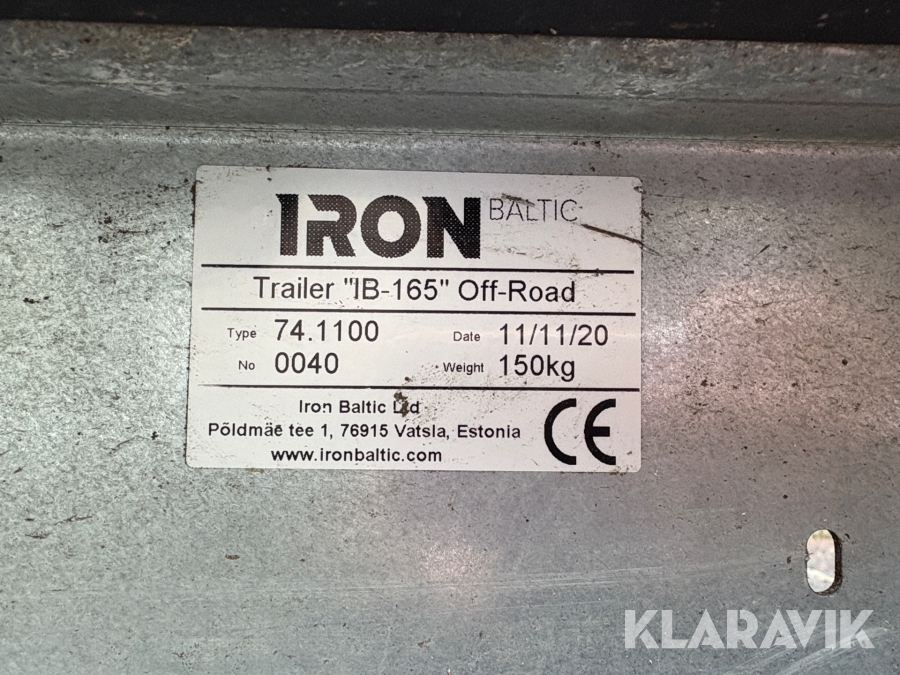 IRON BALTIC
Trailer "IB-165" Off-Road
Type 74.1100 Date 11/11/20
No 0040 Weight 150kg
Iron Baltic Ltd
Põldmäe tee 1, 76915 Vatsla, Estonia
www.ironbaltic.com
CE
KLARAVIK